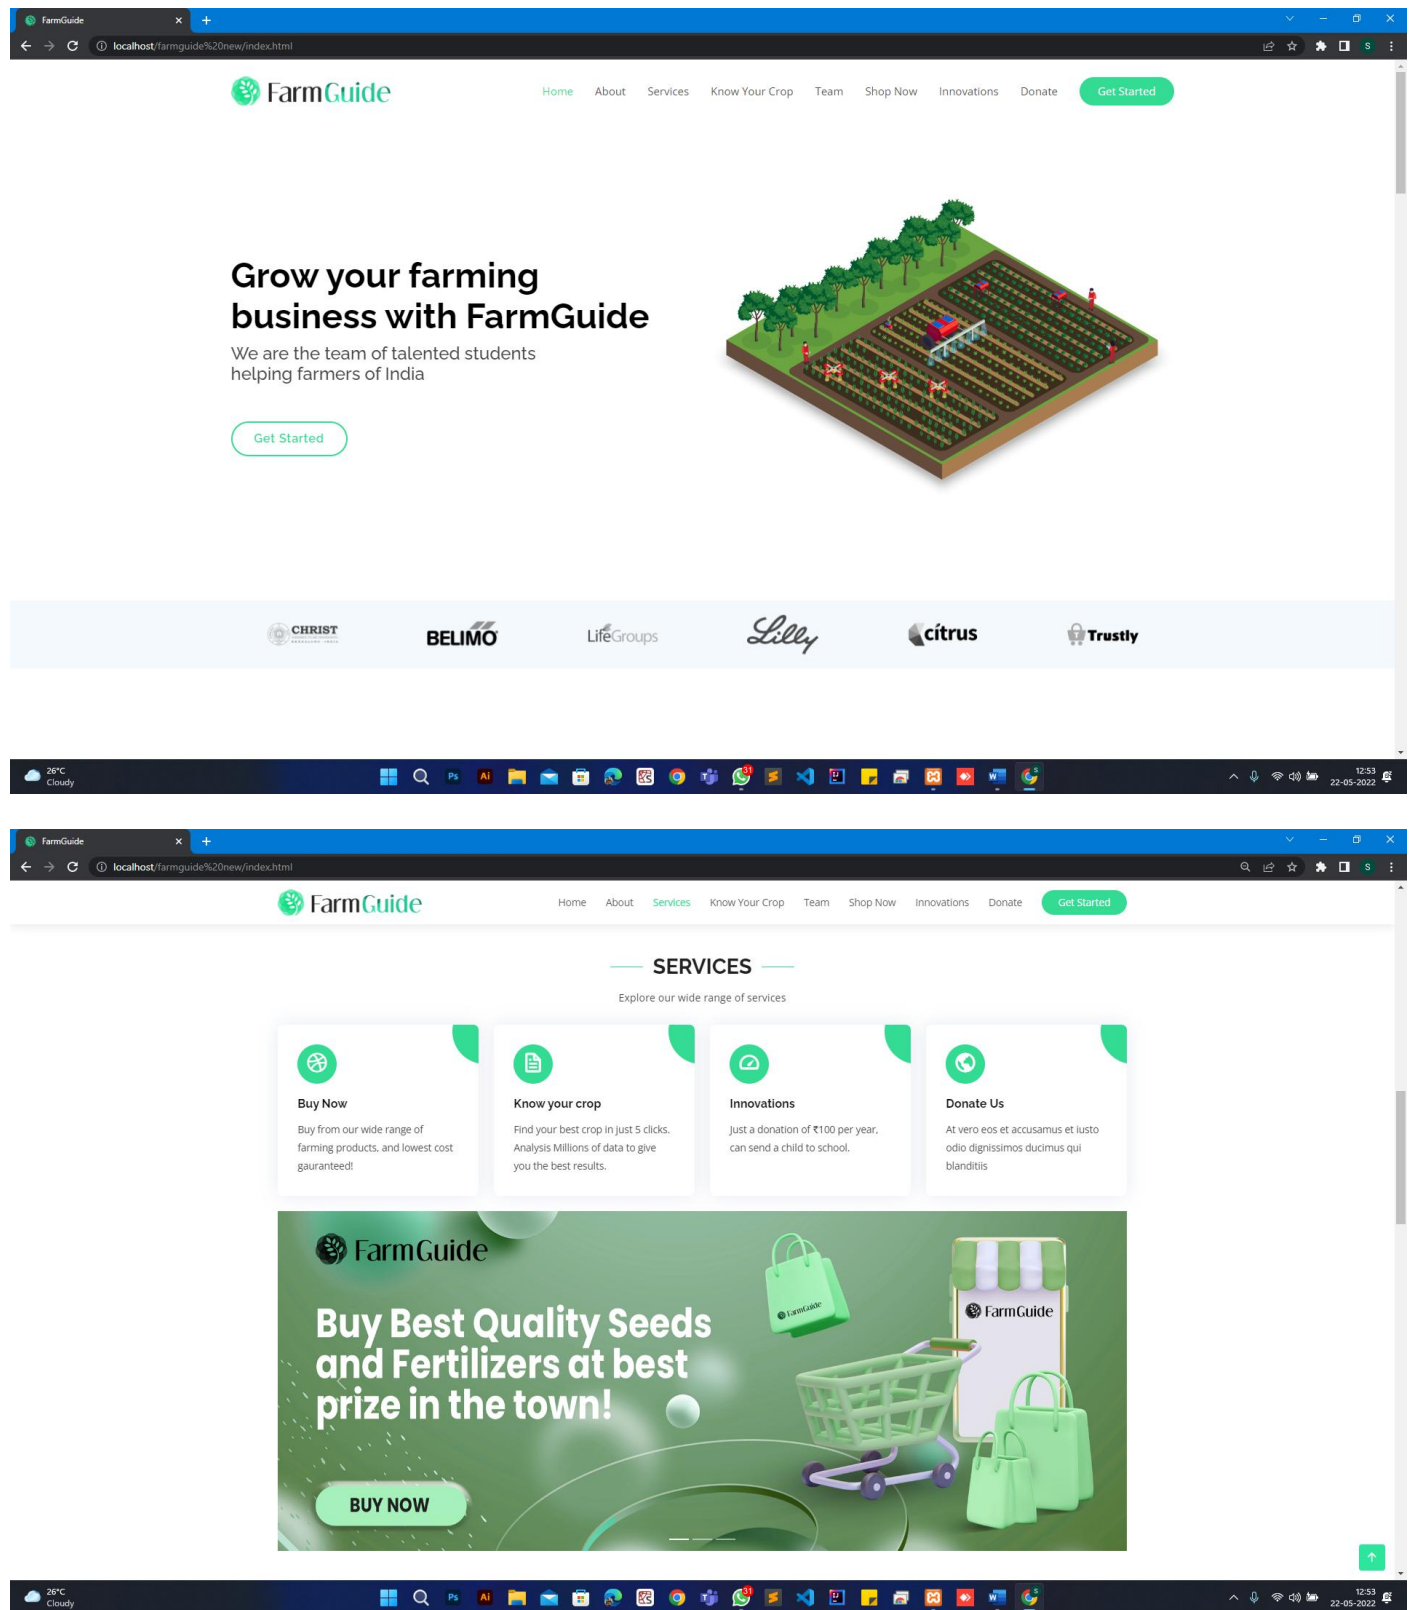 FarmGuide
localhost/farmguide%20new/index.html
S
FarmGuide
Home About Services Know Your Crop Team Shop Now Innovations Donate Get Started
Grow your farming
business with FarmGuide
We are the team of talented students
helping farmers of India
Get Started
CHRIST
BELIMO
LifeGroups
Lilly
citrus
Trustly
26°C
Cloudy
Ps
Ai
31
12:53
22-05-2022
FarmGuide
localhost/farmguide%20new/index.html
S
FarmGuide
Home About Services Know Your Crop Team Shop Now Innovations Donate Get Started
SERVICES
Explore our wide range of services
Buy Now
Buy from our wide range of
farming products, and lowest cost
gauranteed!
Know your crop
Find your best crop in just 5 clicks.
Analysis Millions of data to give
you the best results.
Innovations
Just a donation of ₹100 per year,
can send a child to school.
Donate Us
At vero eos et accusamus et iusto
odio dignissimos ducimus qui
blanditiis
FarmGuide
Buy Best Quality Seeds
and Fertilizers at best
prize in the town!
BUY NOW
FarmGuide
FarmGuide
26°C
Cloudy
Ps
Ai
31
12:53
22-05-2022